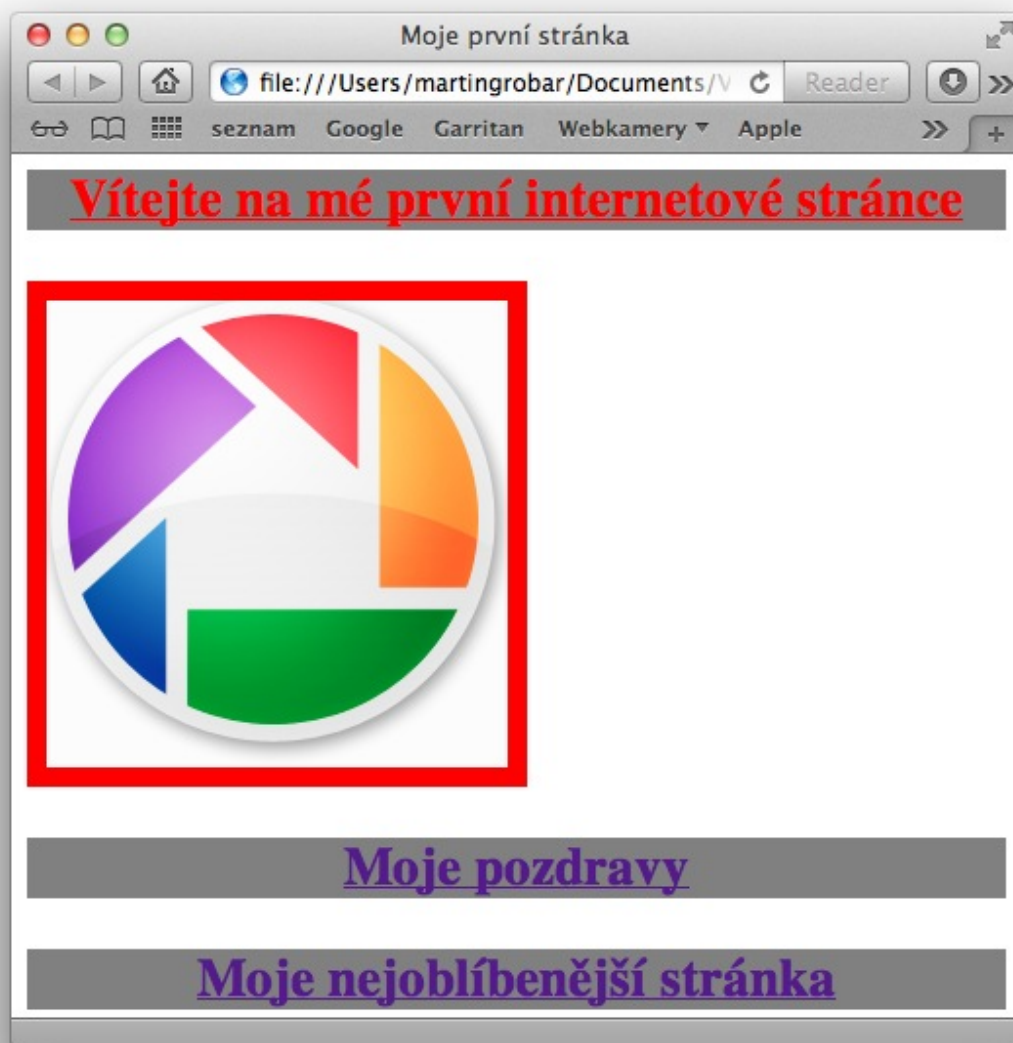 Moje první stránka
file:///Users/martingrobar/Documents/V Reader
seznam Google Garritan Webkamery Apple
Vítejte na mé první internetové stránce
Moje pozdravy
Moje nejoblíbenější stránka